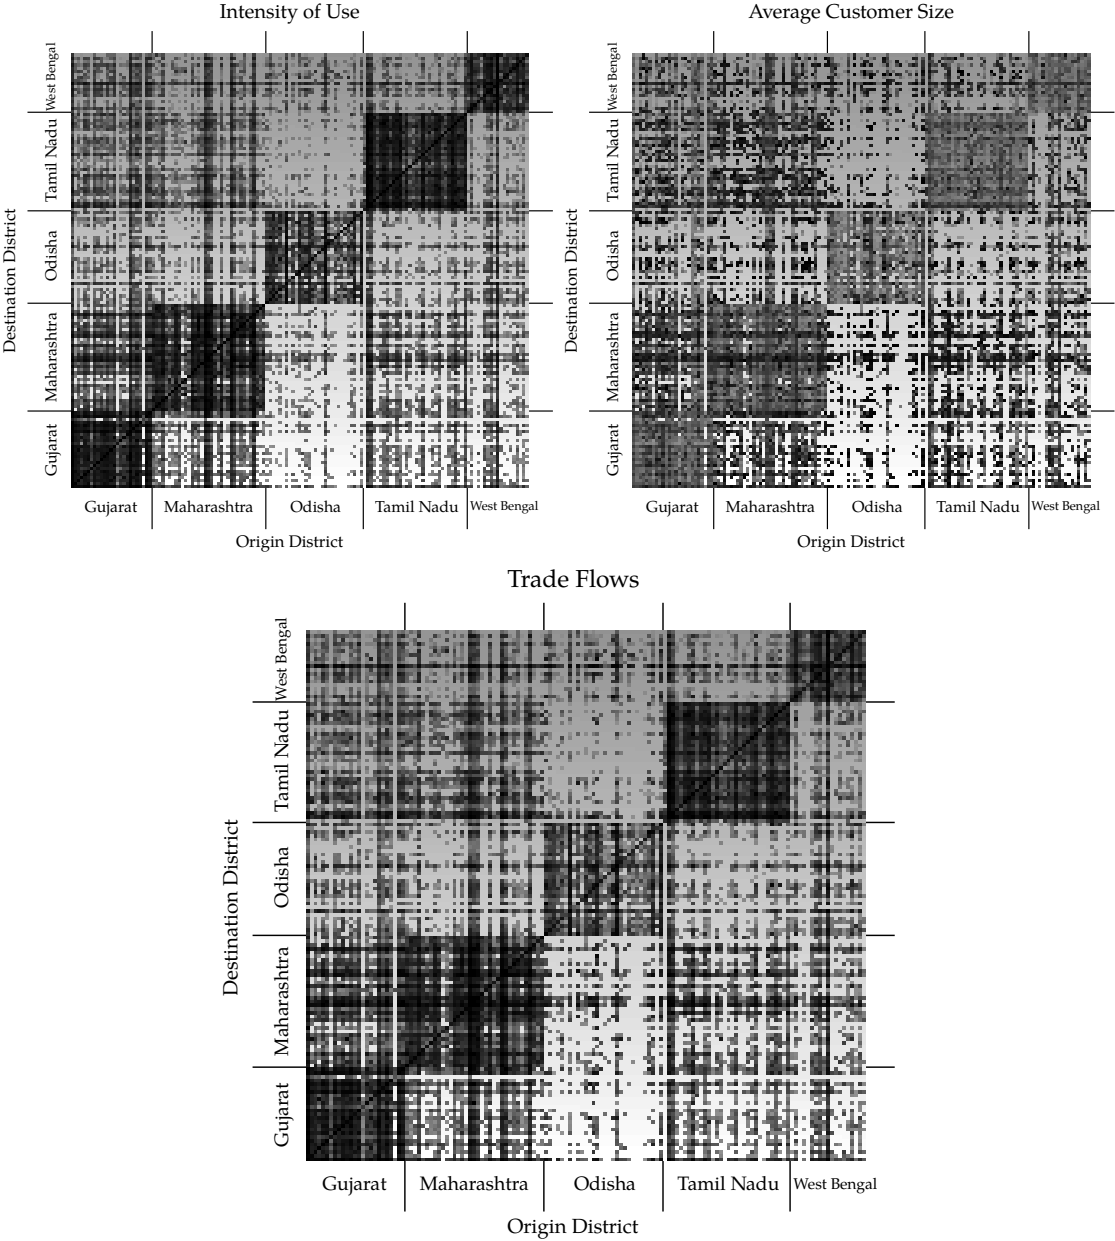 Intensity of Use
West Bengal
Tamil Nadu
Odisha
Maharashtra
Gujarat
Destination District
Gujarat Maharashtra Odisha Tamil Nadu West Bengal
Origin District
Average Customer Size
West Bengal
Tamil Nadu
Odisha
Maharashtra
Gujarat
Destination District
Gujarat Maharashtra Odisha Tamil Nadu West Bengal
Origin District
Trade Flows
West Bengal
Tamil Nadu
Odisha
Maharashtra
Gujarat
Destination District
Gujarat Maharashtra Odisha Tamil Nadu West Bengal
Origin District